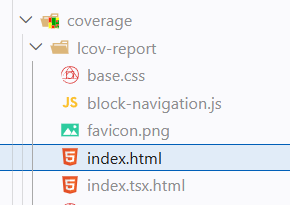 coverage
lcov-report
base.css
JS block-navigation.js
favicon.png
index.html
index.tsx.html